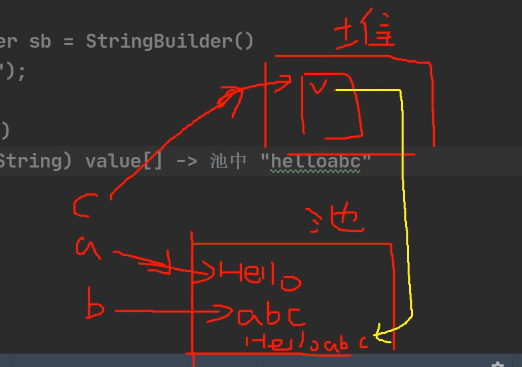 er sb = StringBuilder()
");
)
String) value[] -> 池中 "helloabc"
堆
v
c
a
b
池
Hello
abc
Helloabc